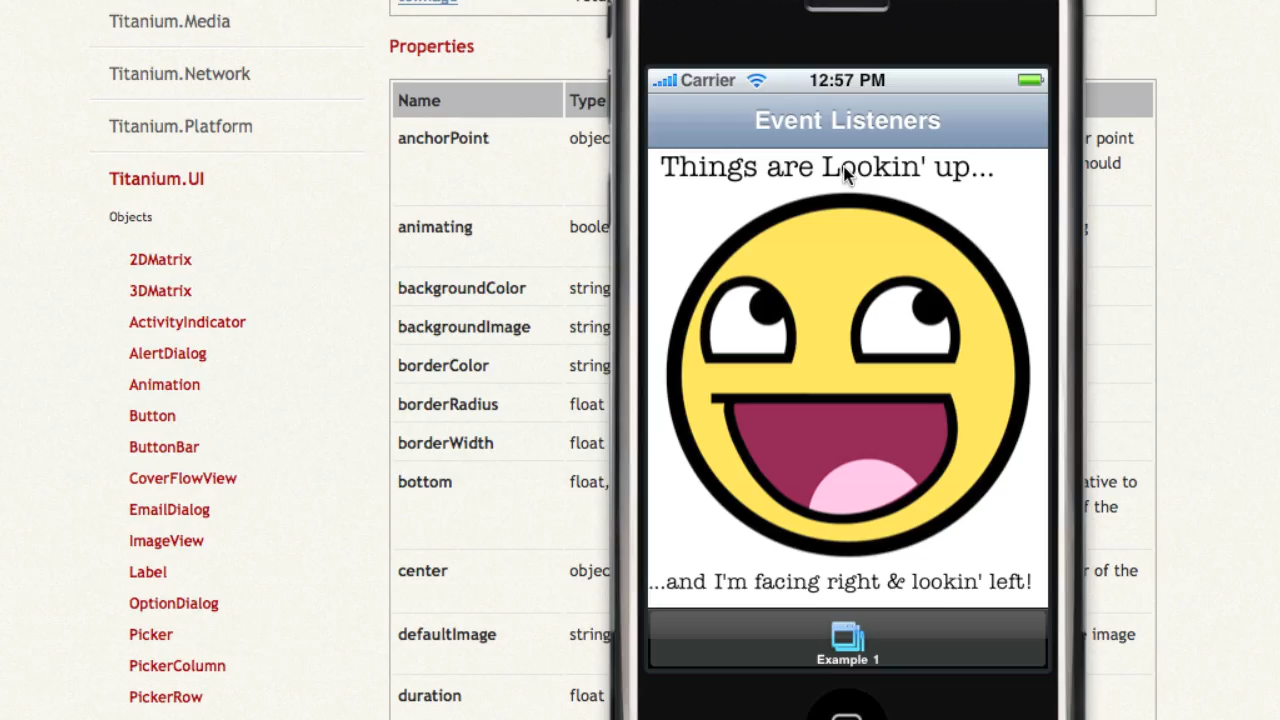 Titanium.Media
Titanium.Network
Titanium.Platform
Titanium.UI
Objects
2DMatrix
3DMatrix
ActivityIndicator
AlertDialog
Animation
Button
ButtonBar
CoverFlowView
EmailDialog
ImageView
Label
OptionDialog
Picker
PickerColumn
PickerRow
Properties
Name Type
anchorPoint objec
animating boole
backgroundColor string
backgroundImage string
borderColor string
borderRadius float
borderWidth float
bottom float,
center objec
defaultImage string
duration float
Carrier 12:57 PM
Event Listeners
Things are Lookin' up...
...and I'm facing right & lookin' left!
Example 1
point
ative to
f the
r of the
image